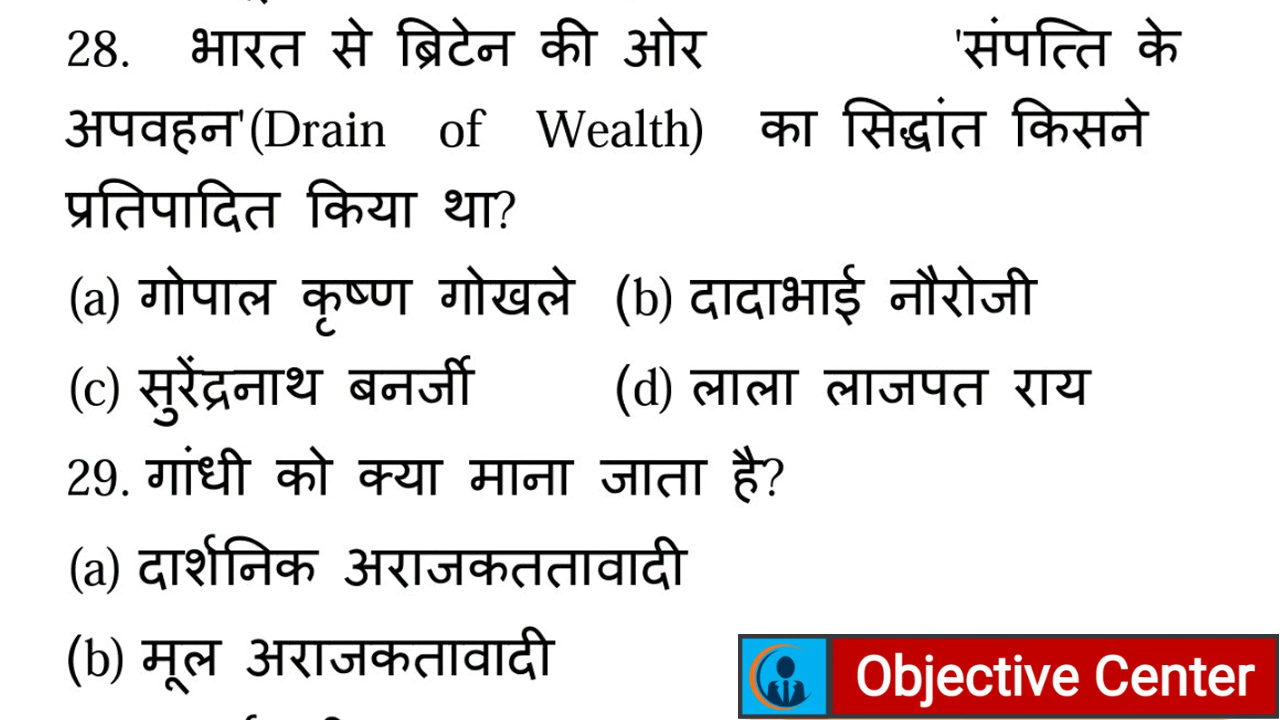 28. भारत से ब्रिटेन की ओर 'संपत्ति के
अपवहन'(Drain of Wealth) का सिद्धांत किसने
प्रतिपादित किया था?
(a) गोपाल कृष्ण गोखले (b) दादाभाई नौरोजी
(c) सुरेंद्रनाथ बनर्जी (d) लाला लाजपत राय
29. गांधी को क्या माना जाता है?
(a) दार्शनिक अराजकततावादी
(b) मूल अराजकतावादी
Objective Center